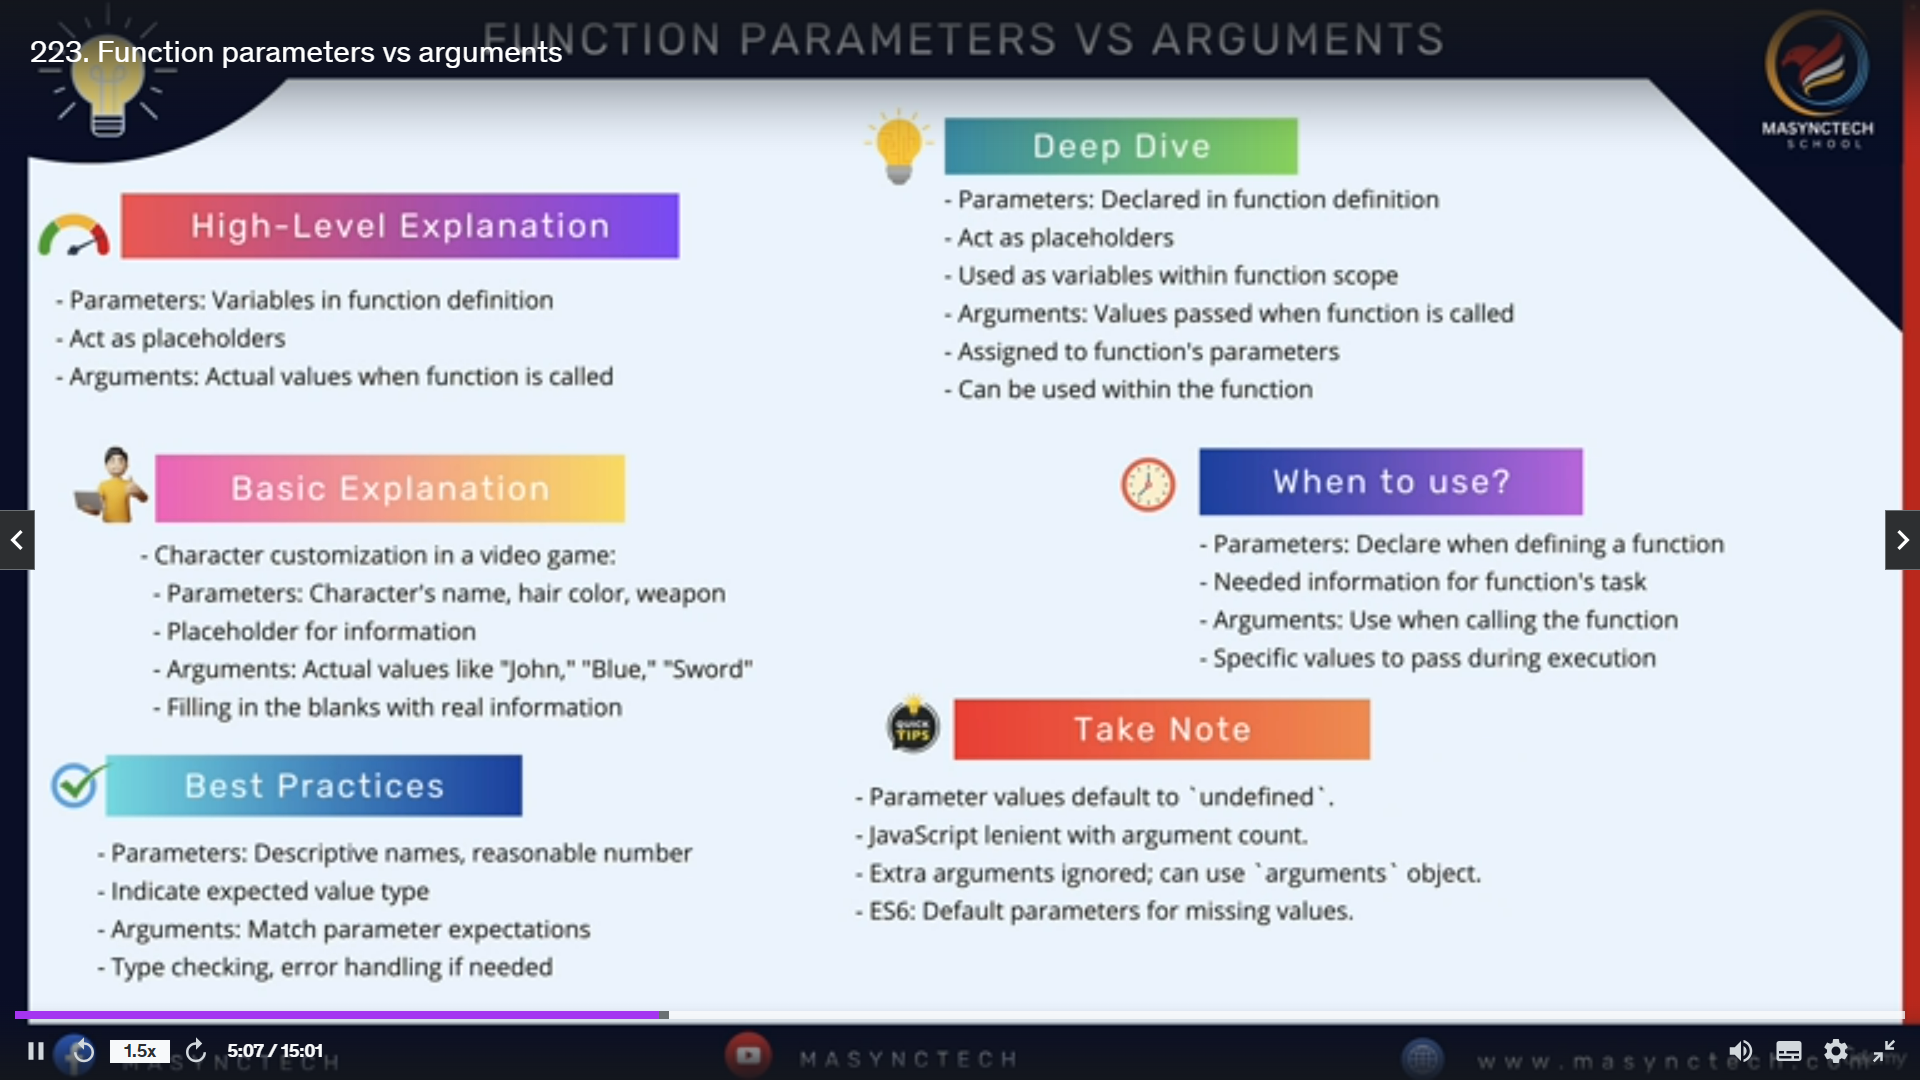 FUNCTION PARAMETERS VS ARGUMENTS
223. Function parameters vs arguments
MASYNCTECH
SCHOOL
High-Level Explanation
- Parameters: Variables in function definition
- Act as placeholders
- Arguments: Actual values when function is called
Basic Explanation
- Character customization in a video game:
- Parameters: Character's name, hair color, weapon
- Placeholder for information
- Arguments: Actual values like "John," "Blue," "Sword"
- Filling in the blanks with real information
Best Practices
- Parameters: Descriptive names, reasonable number
- Indicate expected value type
- Arguments: Match parameter expectations
- Type checking, error handling if needed
Deep Dive
- Parameters: Declared in function definition
- Act as placeholders
- Used as variables within function scope
- Arguments: Values passed when function is called
- Assigned to function's parameters
- Can be used within the function
When to use?
- Parameters: Declare when defining a function
- Needed information for function's task
- Arguments: Use when calling the function
- Specific values to pass during execution
QUICK
TIPS
Take Note
- Parameter values default to `undefined`.
- JavaScript lenient with argument count.
- Extra arguments ignored; can use `arguments` object.
- ES6: Default parameters for missing values.
1.5x
5:07 / 15:01
MASYNCTECH
MASYNCTECH
www.masynctech.com